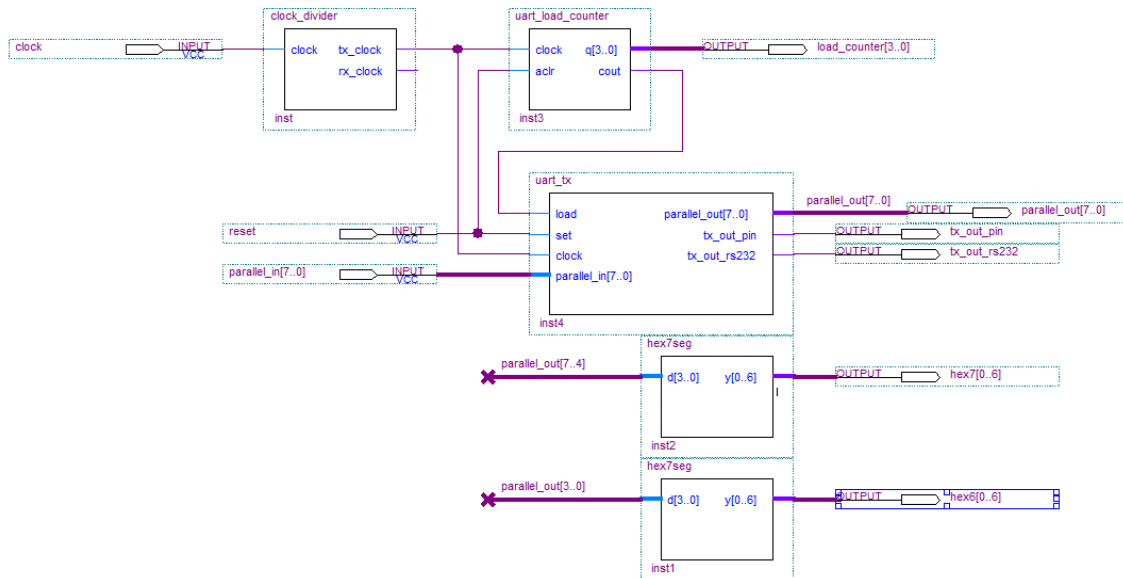 clock_divider
uart_load_counter
clock
INPUT
VCC
clock
tx_clock
rx_clock
inst
clock
q[3..0]
aclr
cout
inst3
OUTPUT
load_counter[3..0]
uart_tx
load
parallel_out[7..0]
set
tx_out_pin
clock
tx_out_rs232
parallel_in[7..0]
inst4
parallel_out[7..0]
OUTPUT
parallel_out[7..0]
OUTPUT
tx_out_pin
OUTPUT
tx_out_rs232
reset
INPUT
VCC
parallel_in[7..0]
INPUT
VCC
hex7seg
parallel_out[7..4]
d[3..0]
y[0..6]
inst2
OUTPUT
hex7[0..6]
hex7seg
parallel_out[3..0]
d[3..0]
y[0..6]
inst1
OUTPUT
hex6[0..6]